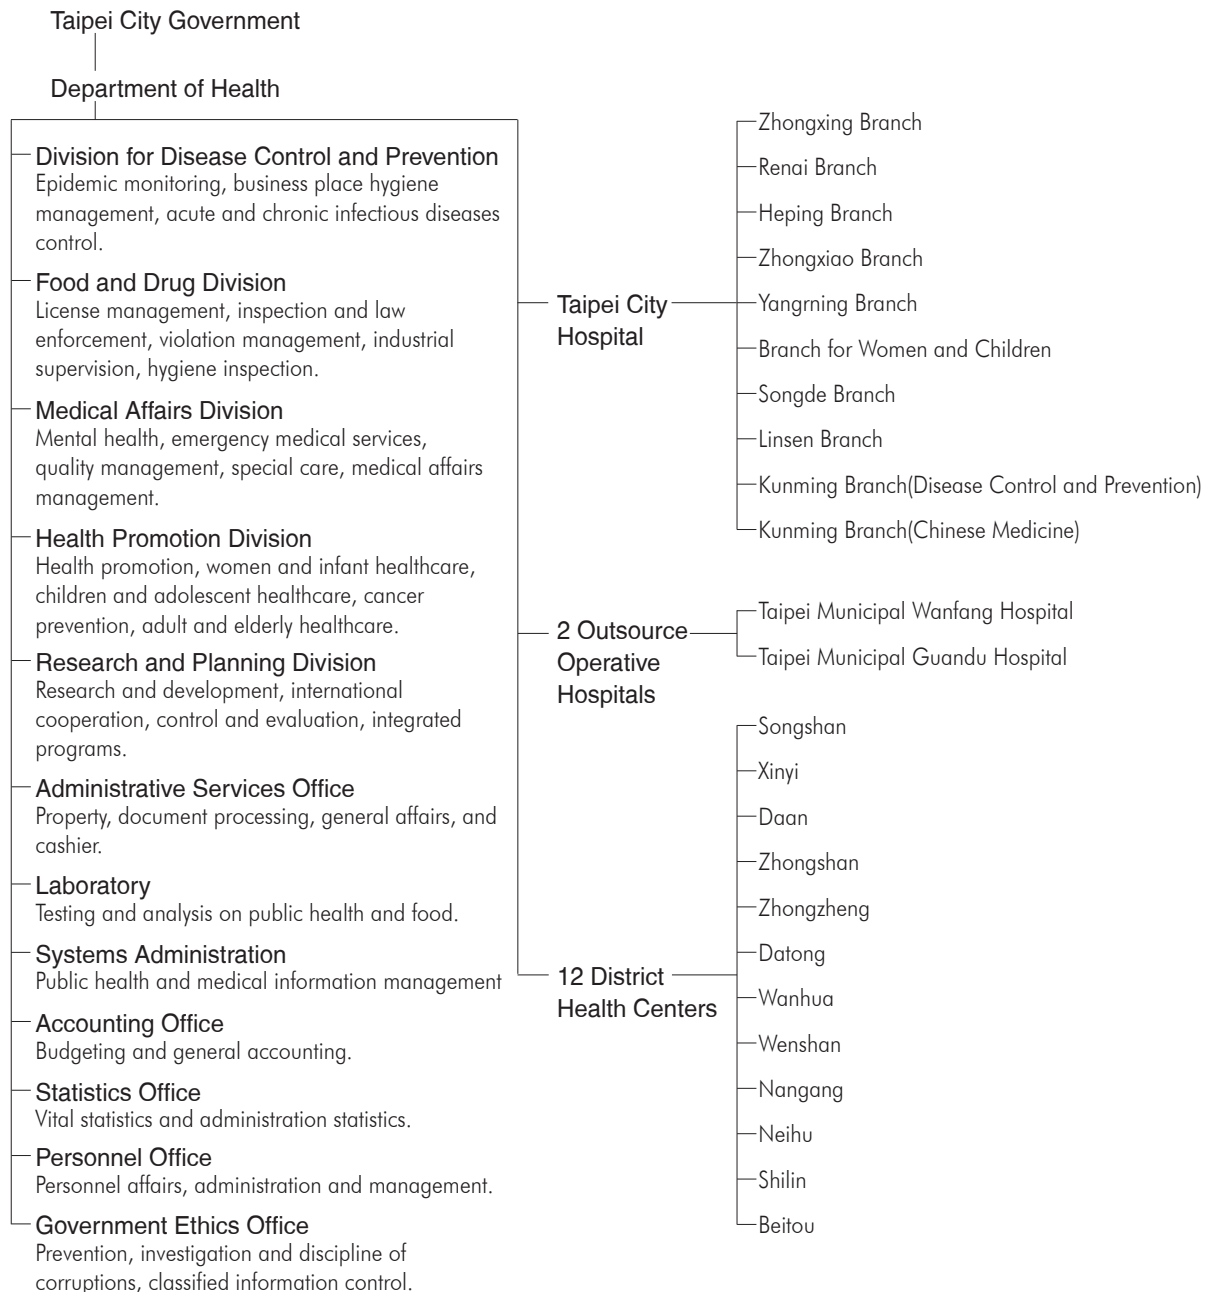 Taipei City Government
Department of Health
Division for Disease Control and Prevention
Epidemic monitoring, business place hygiene
management, acute and chronic infectious diseases
control.
Food and Drug Division
License management, inspection and law
enforcement, violation management, industrial
supervision, hygiene inspection.
Medical Affairs Division
Mental health, emergency medical services,
quality management, special care, medical affairs
management.
Health Promotion Division
Health promotion, women and infant healthcare,
children and adolescent healthcare, cancer
prevention, adult and elderly healthcare.
Research and Planning Division
Research and development, international
cooperation, control and evaluation, integrated
programs.
Administrative Services Office
Property, document processing, general affairs, and
cashier.
Laboratory
Testing and analysis on public health and food.
Systems Administration
Public health and medical information management
Accounting Office
Budgeting and general accounting.
Statistics Office
Vital statistics and administration statistics.
Personnel Office
Personnel affairs, administration and management.
Government Ethics Office
Prevention, investigation and discipline of
corruptions, classified information control.
Taipei City
Hospital
Zhongxing Branch
Renai Branch
Heping Branch
Zhongxiao Branch
Yangrning Branch
Branch for Women and Children
Songde Branch
Linsen Branch
Kunming Branch(Disease Control and Prevention)
Kunming Branch(Chinese Medicine)
2 Outsource
Operative
Hospitals
Taipei Municipal Wanfang Hospital
Taipei Municipal Guandu Hospital
12 District
Health Centers
Songshan
Xinyi
Daan
Zhongshan
Zhongzheng
Datong
Wanhua
Wenshan
Nangang
Neihu
Shilin
Beitou